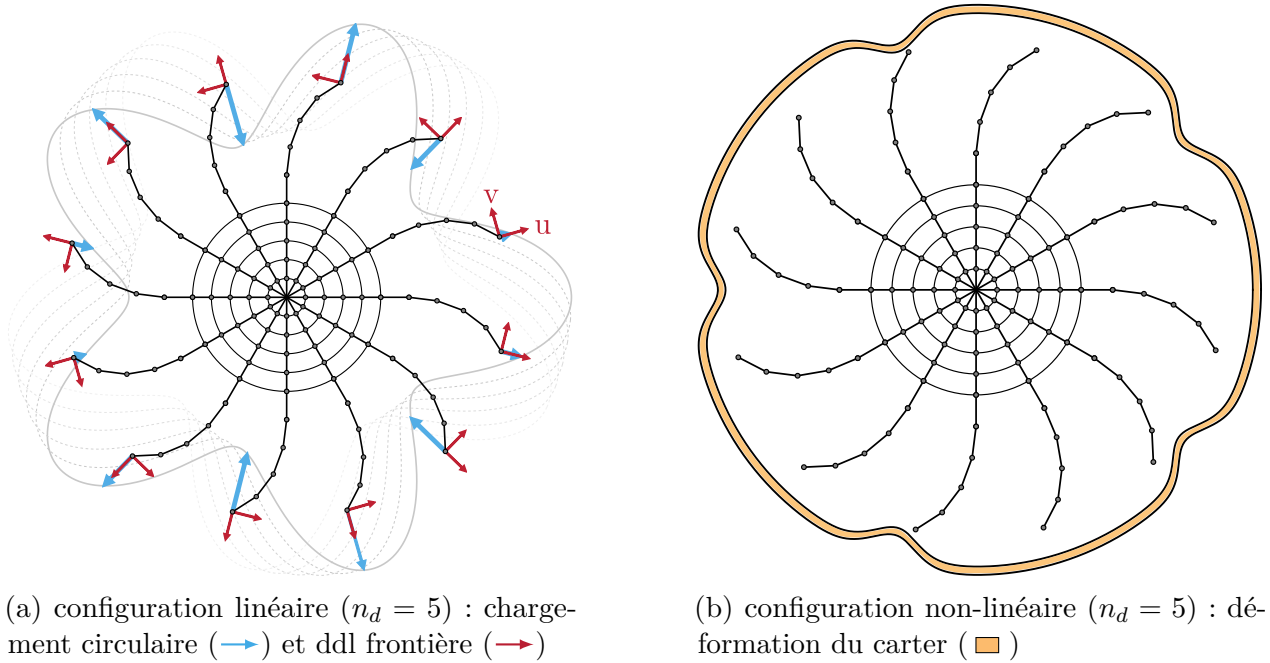 v
u
(a) configuration linéaire (n_d = 5) : charge-
ment circulaire (→) et ddl frontière (→)
(b) configuration non-linéaire (n_d = 5) : dé-
formation du carter ( )